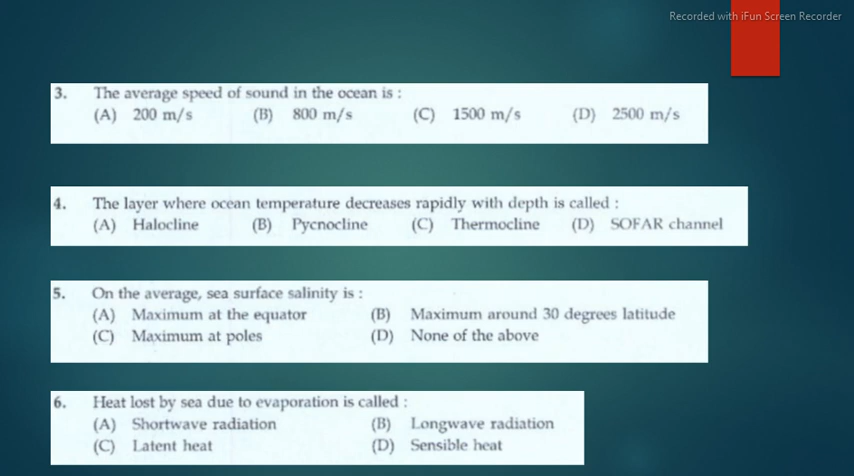 Recorded with iFun Screen Recorder
3. The average speed of sound in the ocean is :
(A) 200 m/s (B) 800 m/s (C) 1500 m/s (D) 2500 m/s
4. The layer where ocean temperature decreases rapidly with depth is called :
(A) Halocline (B) Pycnocline (C) Thermocline (D) SOFAR channel
5. On the average, sea surface salinity is :
(A) Maximum at the equator (B) Maximum around 30 degrees latitude
(C) Maximum at poles (D) None of the above
6. Heat lost by sea due to evaporation is called :
(A) Shortwave radiation (B) Longwave radiation
(C) Latent heat (D) Sensible heat